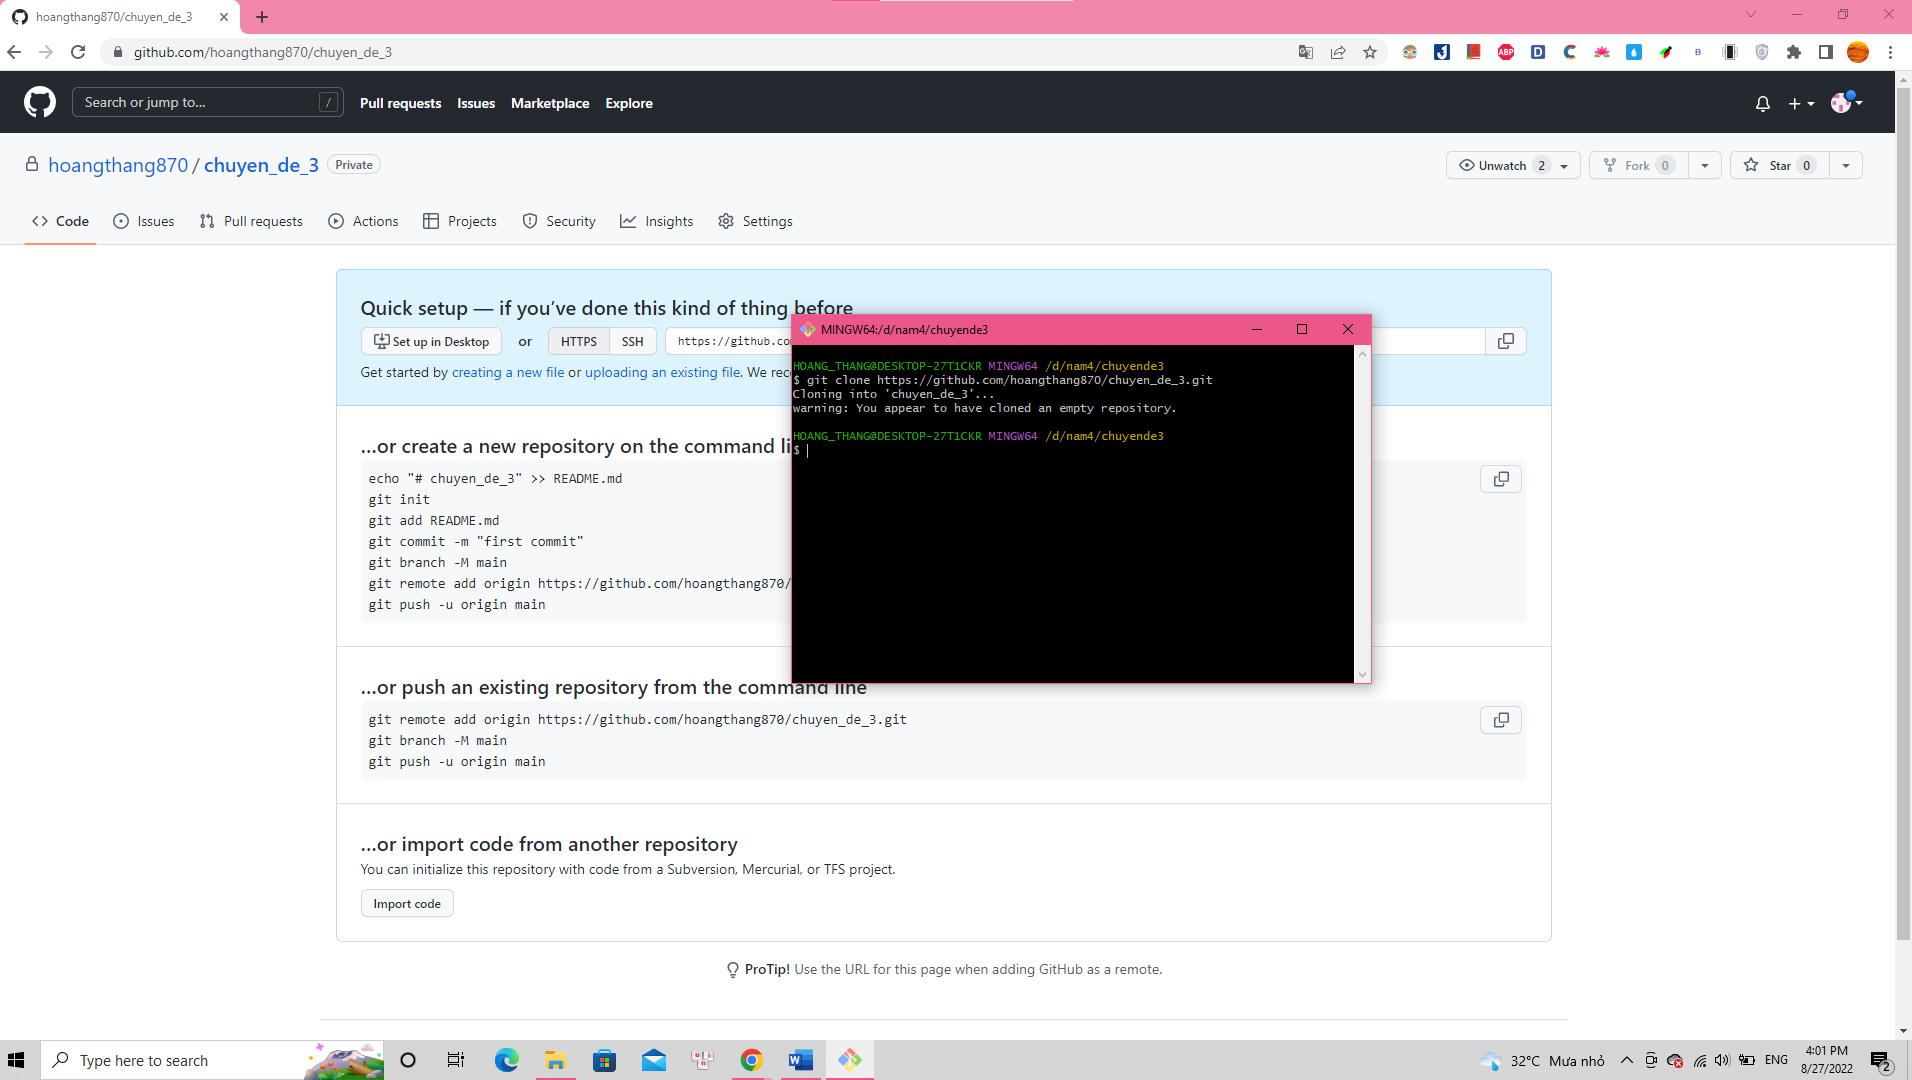 hoangthang870/chuyen_de_3
github.com/hoangthang870/chuyen_de_3
ABP
Search or jump to...
/
Pull requests
Issues
Marketplace
Explore
hoangthang870 / chuyen_de_3
Private
Unwatch 2
Fork 0
Star 0
Code
Issues
Pull requests
Actions
Projects
Security
Insights
Settings
Quick setup — if you've done this kind of thing before
Set up in Desktop
or
HTTPS
SSH
https://github.co
Get started by creating a new file or uploading an existing file. We rec
MINGW64:/d/nam4/chuyende3
HOANG_THANG@DESKTOP-27T1CKR MINGW64 /d/nam4/chuyende3
$ git clone https://github.com/hoangthang870/chuyen_de_3.git
Cloning into 'chuyen_de_3'...
warning: You appear to have cloned an empty repository.
HOANG_THANG@DESKTOP-27T1CKR MINGW64 /d/nam4/chuyende3
$
…or create a new repository on the command li
echo "# chuyen_de_3" >> README.md
git init
git add README.md
git commit -m "first commit"
git branch -M main
git remote add origin https://github.com/hoangthang870/
git push -u origin main
…or push an existing repository from the command line
git remote add origin https://github.com/hoangthang870/chuyen_de_3.git
git branch -M main
git push -u origin main
…or import code from another repository
You can initialize this repository with code from a Subversion, Mercurial, or TFS project.
Import code
ProTip! Use the URL for this page when adding GitHub as a remote.
Type here to search
32°C Mưa nhỏ
ENG
4:01 PM
8/27/2022
2